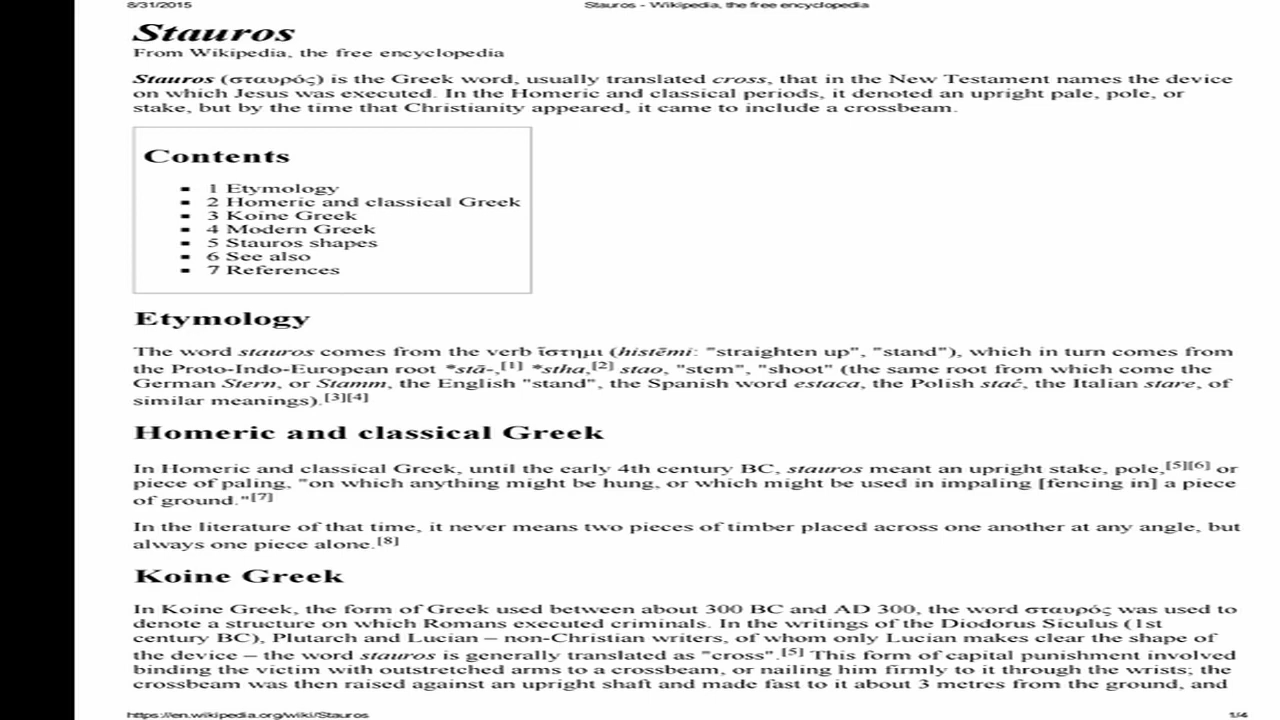 8/31/2015 Stauros - Wikipedia, the free encyclopedia
Stauros
From Wikipedia, the free encyclopedia
Stauros (σταυρός) is the Greek word, usually translated cross, that in the New Testament names the device
on which Jesus was executed. In the Homeric and classical periods, it denoted an upright pale, pole, or
stake, but by the time that Christianity appeared, it came to include a crossbeam.
Contents
▪ 1 Etymology
▪ 2 Homeric and classical Greek
▪ 3 Koine Greek
▪ 4 Modern Greek
▪ 5 Stauros shapes
▪ 6 See also
▪ 7 References
Etymology
The word stauros comes from the verb ἵστημι (histēmi: "straighten up", "stand"), which in turn comes from
the Proto-Indo-European root *stā-,[1] *stha,[2] stao, "stem", "shoot" (the same root from which come the
German Stern, or Stamm, the English "stand", the Spanish word estaca, the Polish stać, the Italian stare, of
similar meanings).[3][4]
Homeric and classical Greek
In Homeric and classical Greek, until the early 4th century BC, stauros meant an upright stake, pole,[5][6] or
piece of paling, "on which anything might be hung, or which might be used in impaling [fencing in] a piece
of ground."[7]
In the literature of that time, it never means two pieces of timber placed across one another at any angle, but
always one piece alone.[8]
Koine Greek
In Koine Greek, the form of Greek used between about 300 BC and AD 300, the word σταυρός was used to
denote a structure on which Romans executed criminals. In the writings of the Diodorus Siculus (1st
century BC), Plutarch and Lucian – non-Christian writers, of whom only Lucian makes clear the shape of
the device – the word stauros is generally translated as "cross".[5] This form of capital punishment involved
binding the victim with outstretched arms to a crossbeam, or nailing him firmly to it through the wrists; the
crossbeam was then raised against an upright shaft and made fast to it about 3 metres from the ground, and
https://en.wikipedia.org/wiki/Stauros 1/4